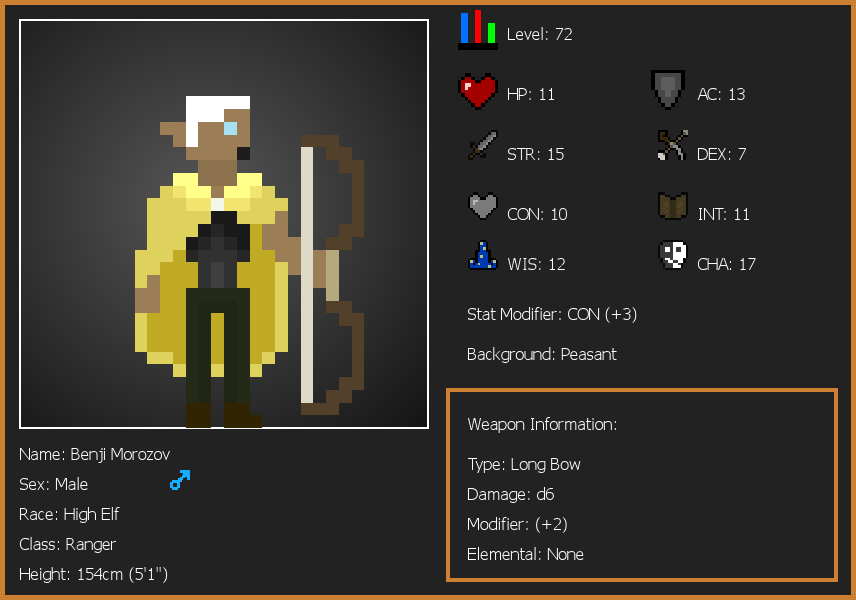 Level: 72
HP: 11
AC: 13
STR: 15
DEX: 7
CON: 10
INT: 11
WIS: 12
CHA: 17
Stat Modifier: CON (+3)
Background: Peasant
Weapon Information:
Type: Long Bow
Damage: d6
Modifier: (+2)
Elemental: None
Name: Benji Morozov
Sex: Male
Race: High Elf
Class: Ranger
Height: 154cm (5'1")